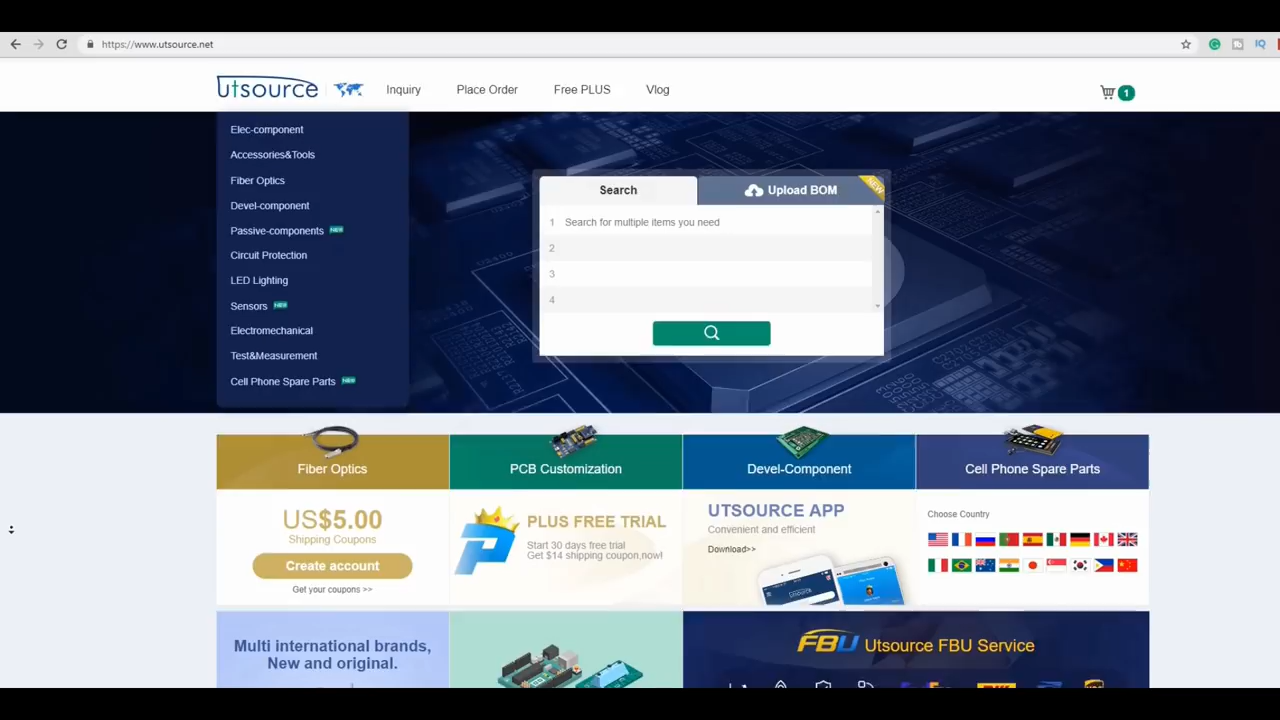 https://www.utsource.net
utsource
Inquiry
Place Order
Free PLUS
Vlog
1
Elec-component
Accessories&Tools
Fiber Optics
Devel-component
Passive-components NEW
Circuit Protection
LED Lighting
Sensors NEW
Electromechanical
Test&Measurement
Cell Phone Spare Parts NEW
Search
Upload BOM
NEW
1 Search for multiple items you need
2
3
4
Fiber Optics
PCB Customization
Devel-Component
Cell Phone Spare Parts
US$5.00
Shipping Coupons
Create account
Get your coupons >>
PLUS FREE TRIAL
Start 30 days free trial
Get $14 shipping coupon,now!
UTSOURCE APP
Convenient and efficient
Download>>
Choose Country
Multi international brands,
New and original.
FBU Utsource FBU Service